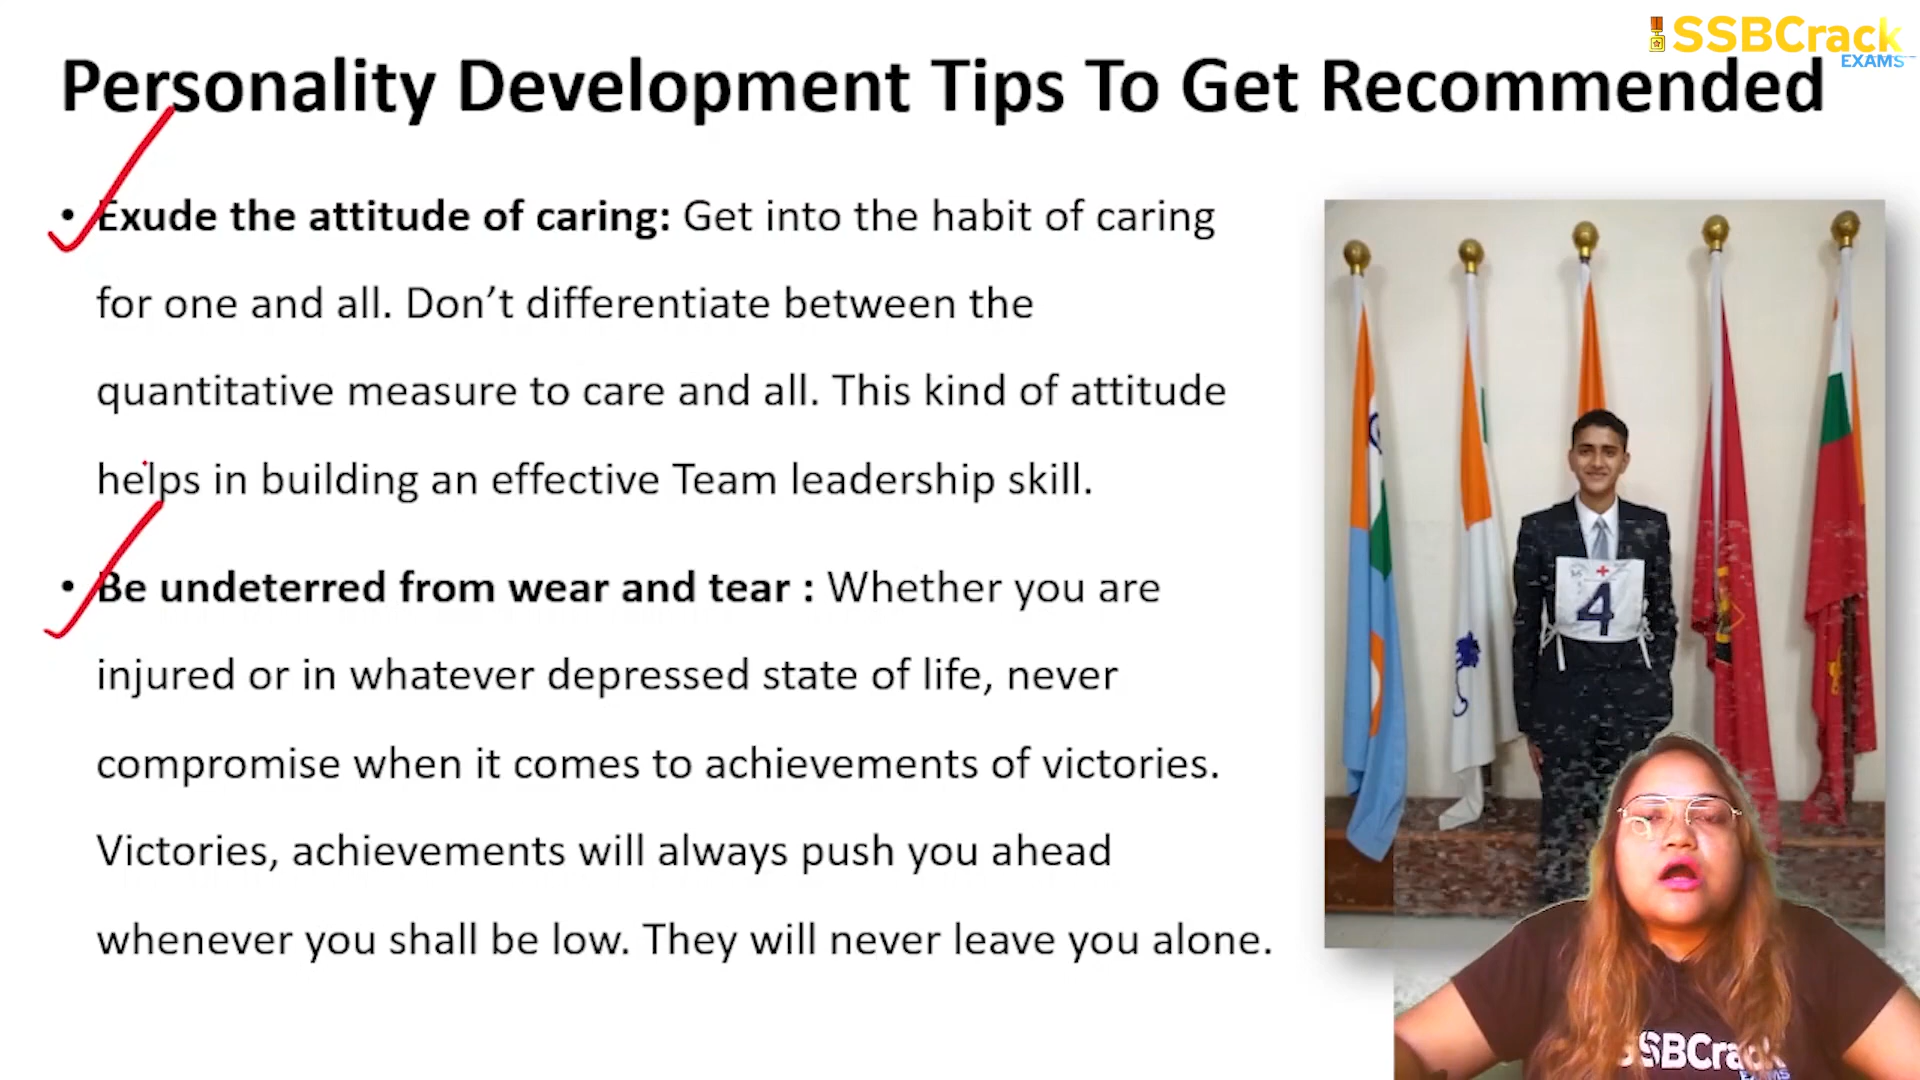 SSBCrack
EXAMS
Personality Development Tips To Get Recommended
• Exude the attitude of caring: Get into the habit of caring
for one and all. Don’t differentiate between the
quantitative measure to care and all. This kind of attitude
helps in building an effective Team leadership skill.
• Be undeterred from wear and tear : Whether you are
injured or in whatever depressed state of life, never
compromise when it comes to achievements of victories.
Victories, achievements will always push you ahead
whenever you shall be low. They will never leave you alone.
4
SSBCrack
EXAMS